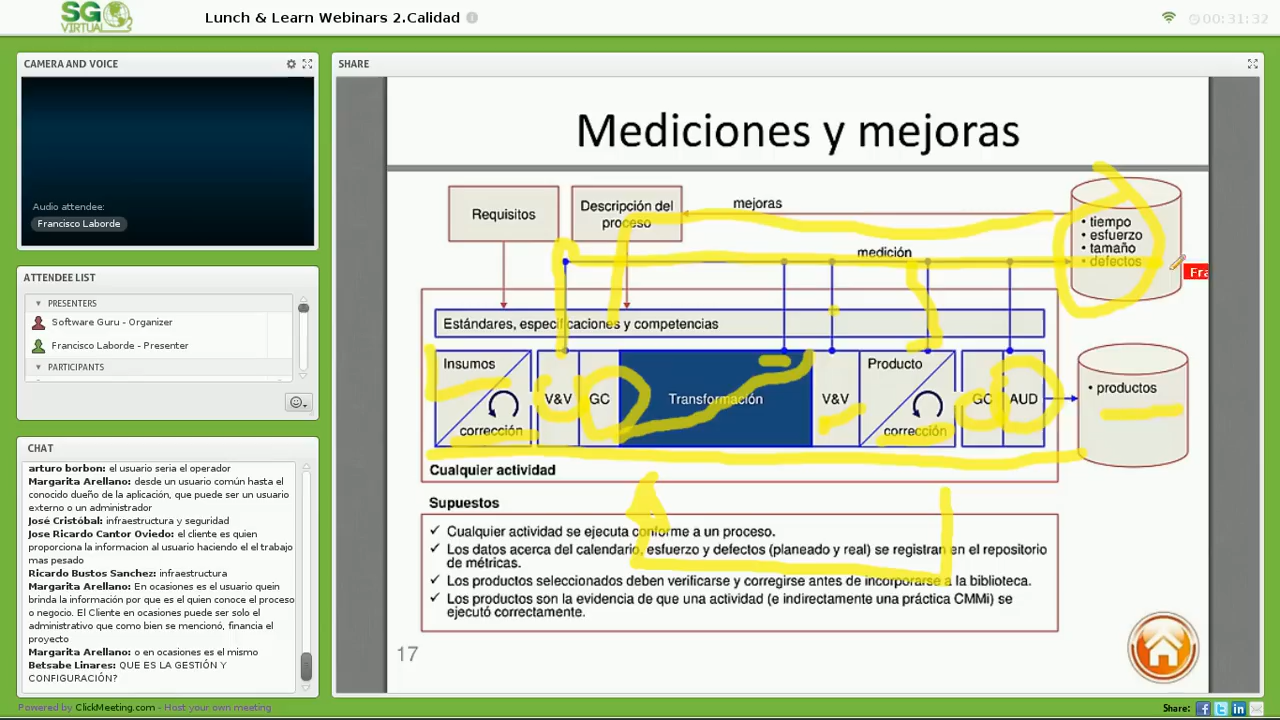 SG
VIRTUAL
Lunch & Learn Webinars 2.Calidad
00:31:32
CAMERA AND VOICE
Audio attendee:
Francisco Laborde
ATTENDEE LIST
PRESENTERS
Software Guru - Organizer
Francisco Laborde - Presenter
PARTICIPANTS
CHAT
arturo borbon: el usuario seria el operador
Margarita Arellano: desde un usuario común hasta el
conocido dueño de la aplicación, que puede ser un usuario
externo o un administrador
José Cristóbal: infraestructura y seguridad
Jose Ricardo Cantor Oviedo: el cliente es quien
proporciona la informacion al usuario haciendo el el trabajo
mas pesado
Ricardo Bustos Sanchez: infraestructura
Margarita Arellano: En ocasiones es el usuario quein
brinda la información por que es el quien conoce el proceso
o negocio. El Cliente en ocasiones puede ser solo el
administrativo que como bien se mencionó, financia el
proyecto
Margarita Arellano: o en ocasiones es el mismo
Betsabe Linares: QUE ES LA GESTIÓN Y
CONFIGURACIÓN?
SHARE
Mediciones y mejoras
Requisitos
Descripción del
proceso
mejoras
medición
• tiempo
• esfuerzo
• tamaño
• defectos
Fra
Estándares, especificaciones y competencias
Insumos
corrección
V&V
GC
Transformación
V&V
Producto
corrección
GC
AUD
• productos
Cualquier actividad
Supuestos
✓ Cualquier actividad se ejecuta conforme a un proceso.
✓ Los datos acerca del calendario, esfuerzo y defectos (planeado y real) se registran en el repositorio
de métricas.
✓ Los productos seleccionados deben verificarse y corregirse antes de incorporarse a la biblioteca.
✓ Los productos son la evidencia de que una actividad (e indirectamente una práctica CMMi) se
ejecutó correctamente.
17
Powered by ClickMeeting.com - Host your own meeting
Share: